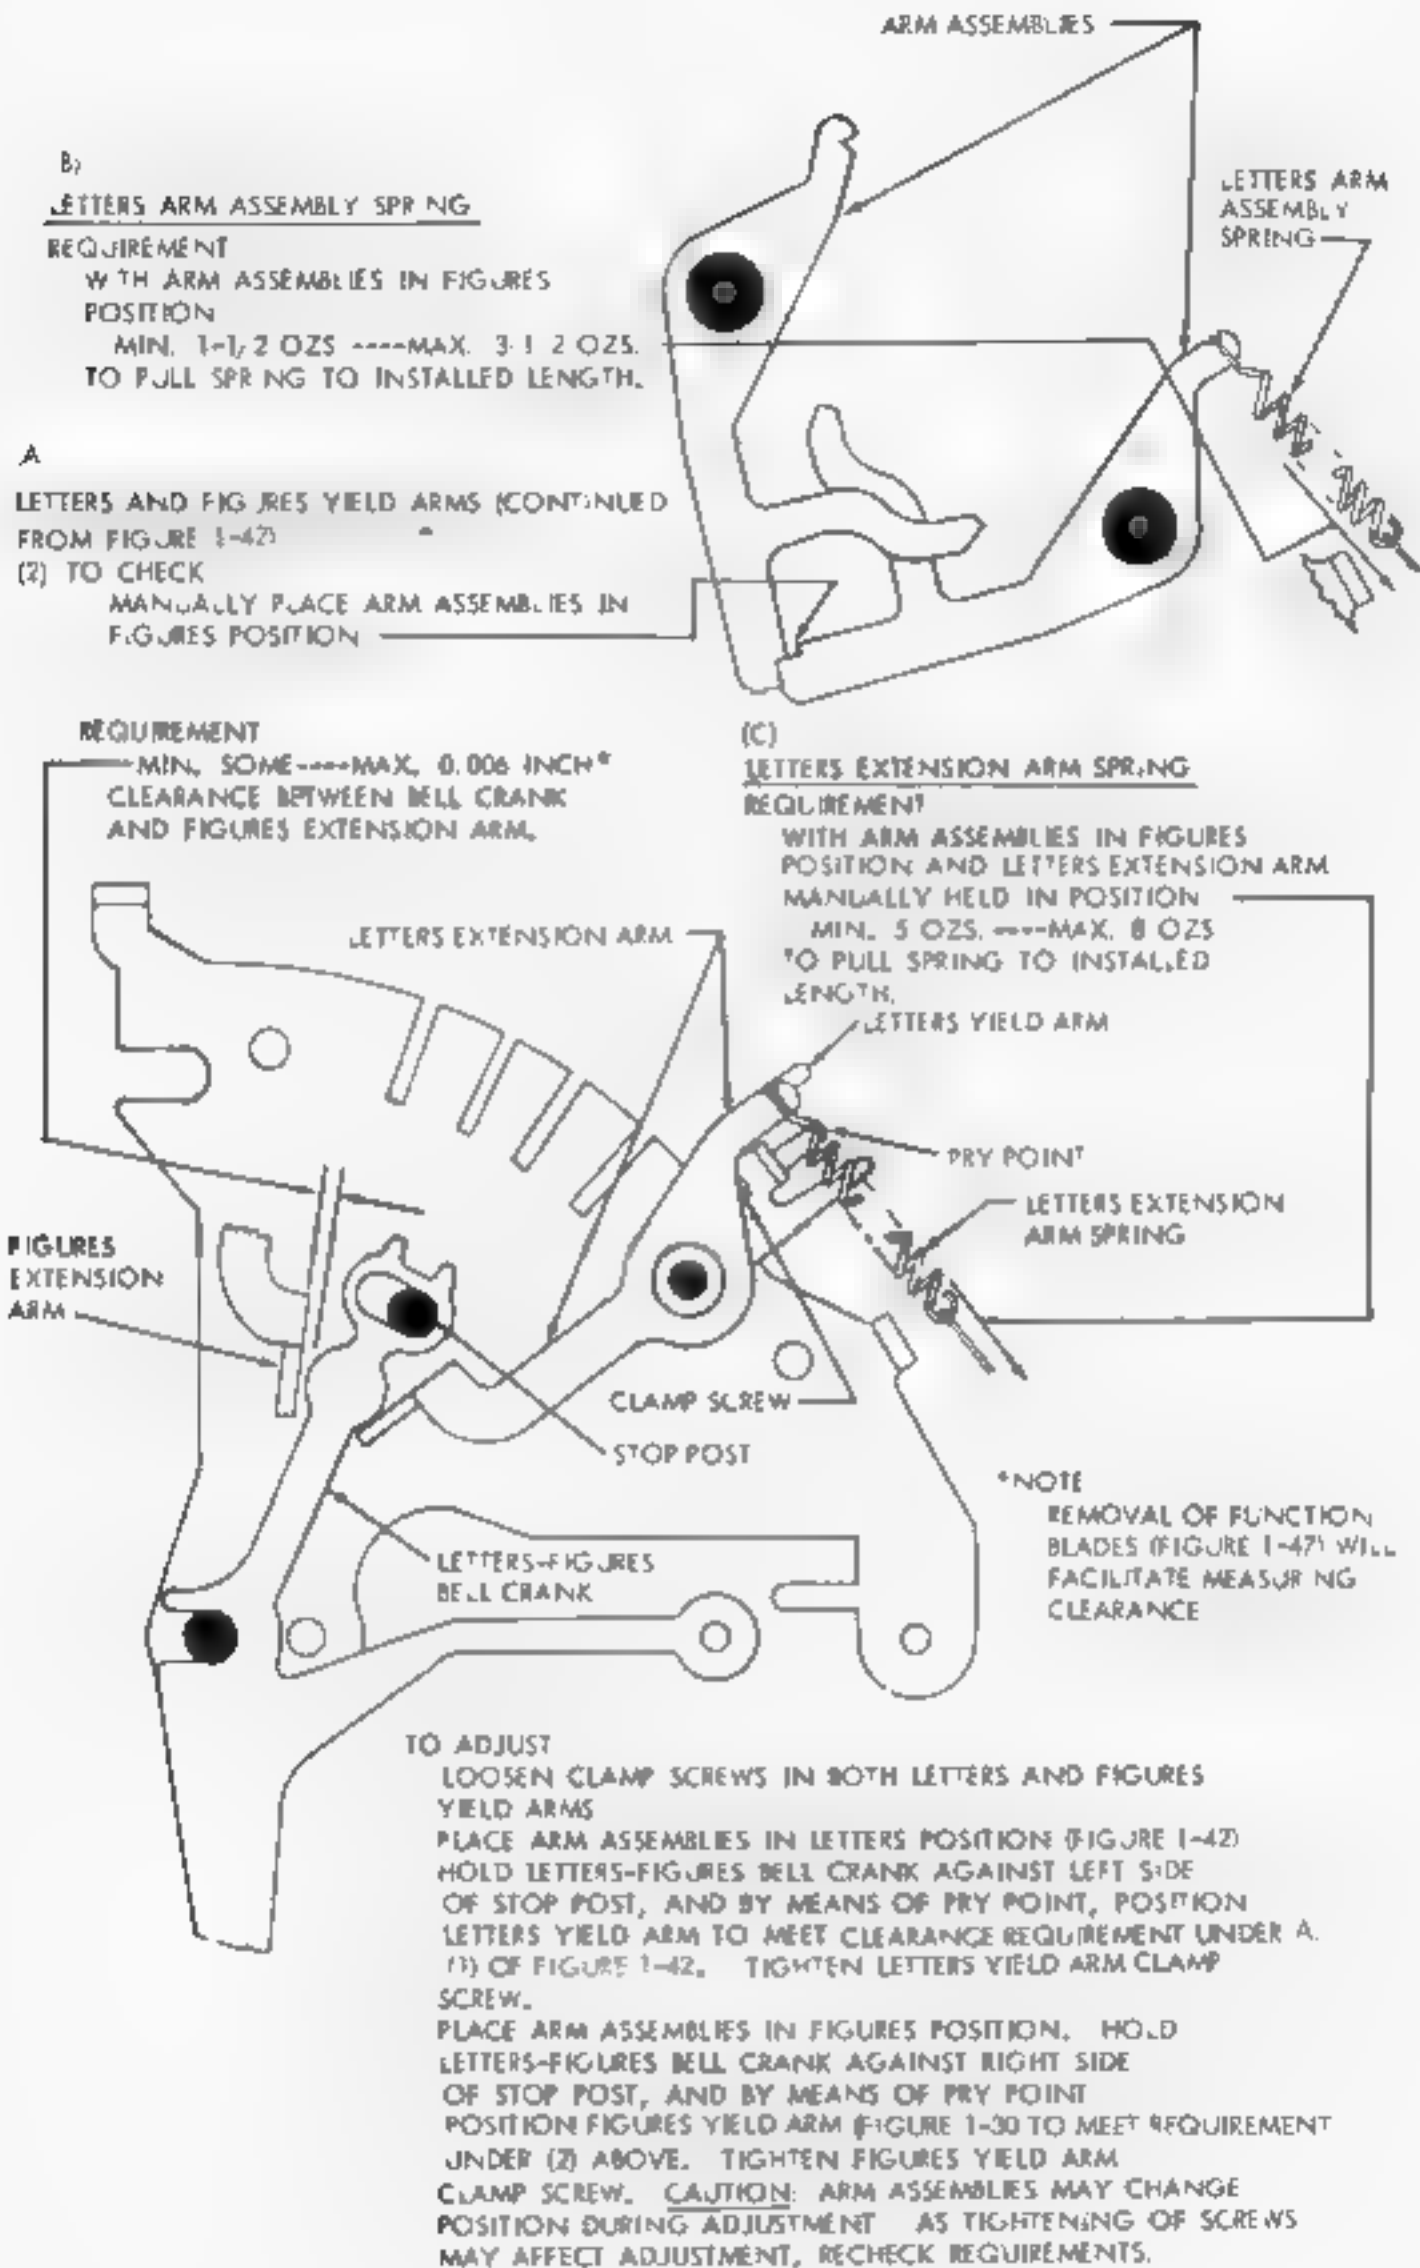 ARM ASSEMBLIES
LETTERS ARM
ASSEMBLY
SPRING
B)
LETTERS ARM ASSEMBLY SPR NG
REQUIREMENT
W TH ARM ASSEMBLIES IN FIGURES
POSITION
MIN. 1-1/2 OZS ----MAX. 3-1 2 OZS.
TO PULL SPR NG TO INSTALLED LENGTH.
A
LETTERS AND FIG RES YIELD ARMS (CONTINUED
FROM FIGURE 1-47)
(2) TO CHECK
MANUALLY PLACE ARM ASSEMBLIES IN
FIGURES POSITION
REQUIREMENT
MIN. SOME----MAX. 0.006 INCH*
CLEARANCE BETWEEN BELL CRANK
AND FIGURES EXTENSION ARM.
(C)
LETTERS EXTENSION ARM SPRING
REQUIREMENT
WITH ARM ASSEMBLIES IN FIGURES
POSITION AND LETTERS EXTENSION ARM
MANUALLY HELD IN POSITION
MIN. 5 OZS. ----MAX. 8 OZS
TO PULL SPRING TO INSTALLED
LENGTH.
LETTERS EXTENSION ARM
LETTERS YIELD ARM
PRY POINT
LETTERS EXTENSION
ARM SPRING
FIGURES
EXTENSION
ARM
CLAMP SCREW
STOP POST
LETTERS-FIGURES
BELL CRANK
*NOTE
REMOVAL OF FUNCTION
BLADES (FIGURE 1-47) WILL
FACILITATE MEASUR NG
CLEARANCE
TO ADJUST
LOOSEN CLAMP SCREWS IN BOTH LETTERS AND FIGURES
YIELD ARMS
PLACE ARM ASSEMBLIES IN LETTERS POSITION (FIGURE 1-42)
HOLD LETTERS-FIGURES BELL CRANK AGAINST LEFT SIDE
OF STOP POST, AND BY MEANS OF PRY POINT, POSITION
LETTERS YIELD ARM TO MEET CLEARANCE REQUIREMENT UNDER A.
(1) OF FIGURE 1-42. TIGHTEN LETTERS YIELD ARM CLAMP
SCREW.
PLACE ARM ASSEMBLIES IN FIGURES POSITION. HOLD
LETTERS-FIGURES BELL CRANK AGAINST RIGHT SIDE
OF STOP POST, AND BY MEANS OF PRY POINT
POSITION FIGURES YIELD ARM (FIGURE 1-30 TO MEET REQUIREMENT
UNDER (2) ABOVE. TIGHTEN FIGURES YIELD ARM
CLAMP SCREW. CAUTION: ARM ASSEMBLIES MAY CHANGE
POSITION DURING ADJUSTMENT AS TIGHTENING OF SCREWS
MAY AFFECT ADJUSTMENT, RECHECK REQUIREMENTS.